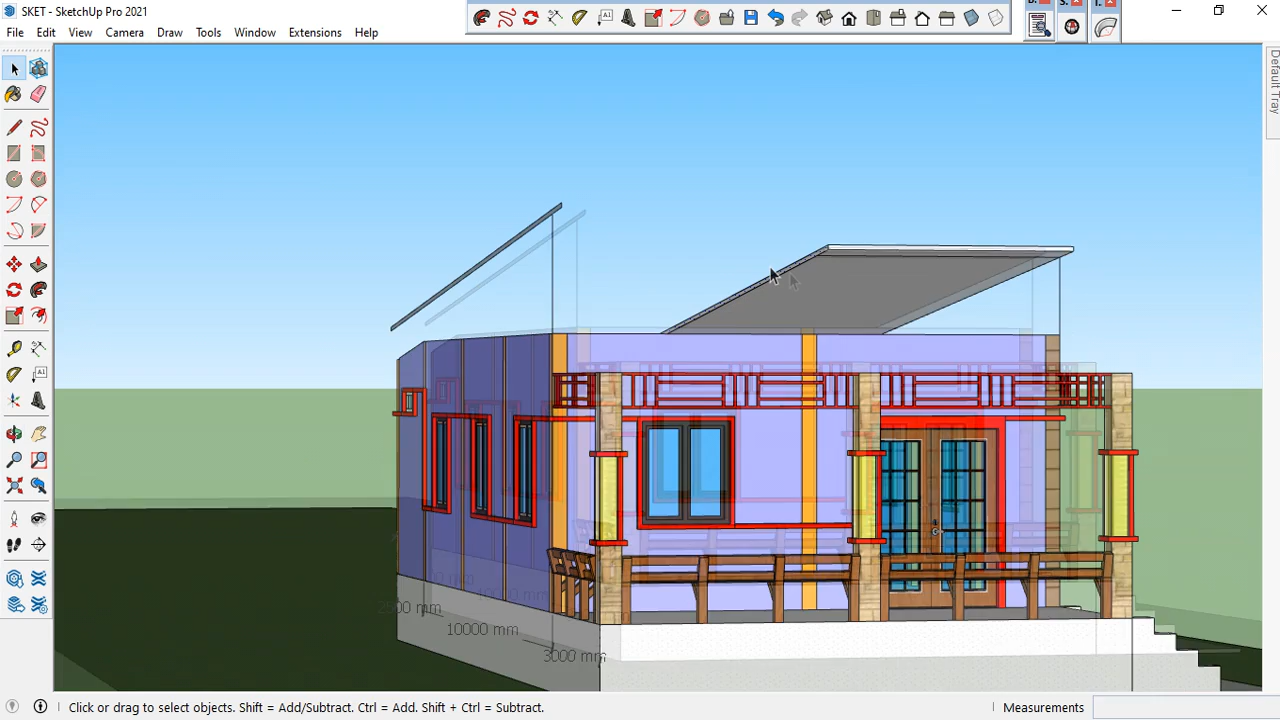 SKET - SketchUp Pro 2021
File Edit View Camera Draw Tools Window Extensions Help
Default Tray
2500 mm
10000 mm
3000 mm
Click or drag to select objects. Shift = Add/Subtract. Ctrl = Add. Shift + Ctrl = Subtract.
Measurements